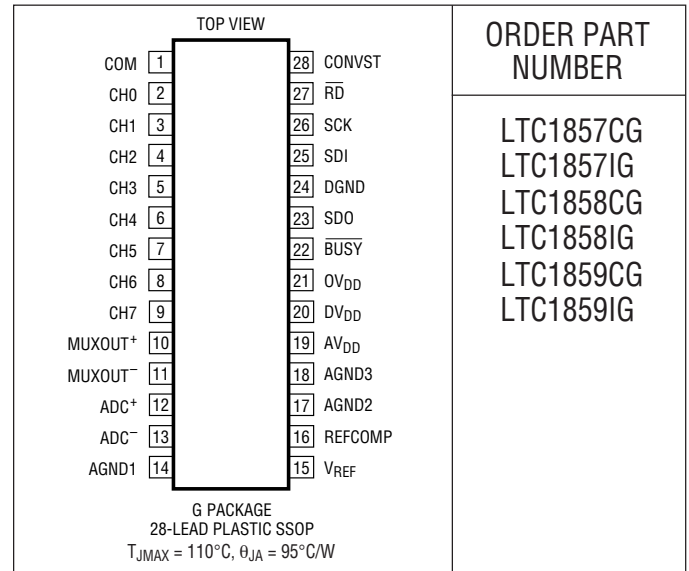 TOP VIEW
COM 1 28 CONVST
CH0 2 27 R̅D̅
CH1 3 26 SCK
CH2 4 25 SDI
CH3 5 24 DGND
CH4 6 23 SDO
CH5 7 22 B̅U̅S̅Y̅
CH6 8 21 OVDD
CH7 9 20 DVDD
MUXOUT⁺ 10 19 AVDD
MUXOUT⁻ 11 18 AGND3
ADC⁺ 12 17 AGND2
ADC⁻ 13 16 REFCOMP
AGND1 14 15 VREF
G PACKAGE
28-LEAD PLASTIC SSOP
TJMAX = 110°C, θJA = 95°C/W
ORDER PART
NUMBER
LTC1857CG
LTC1857IG
LTC1858CG
LTC1858IG
LTC1859CG
LTC1859IG